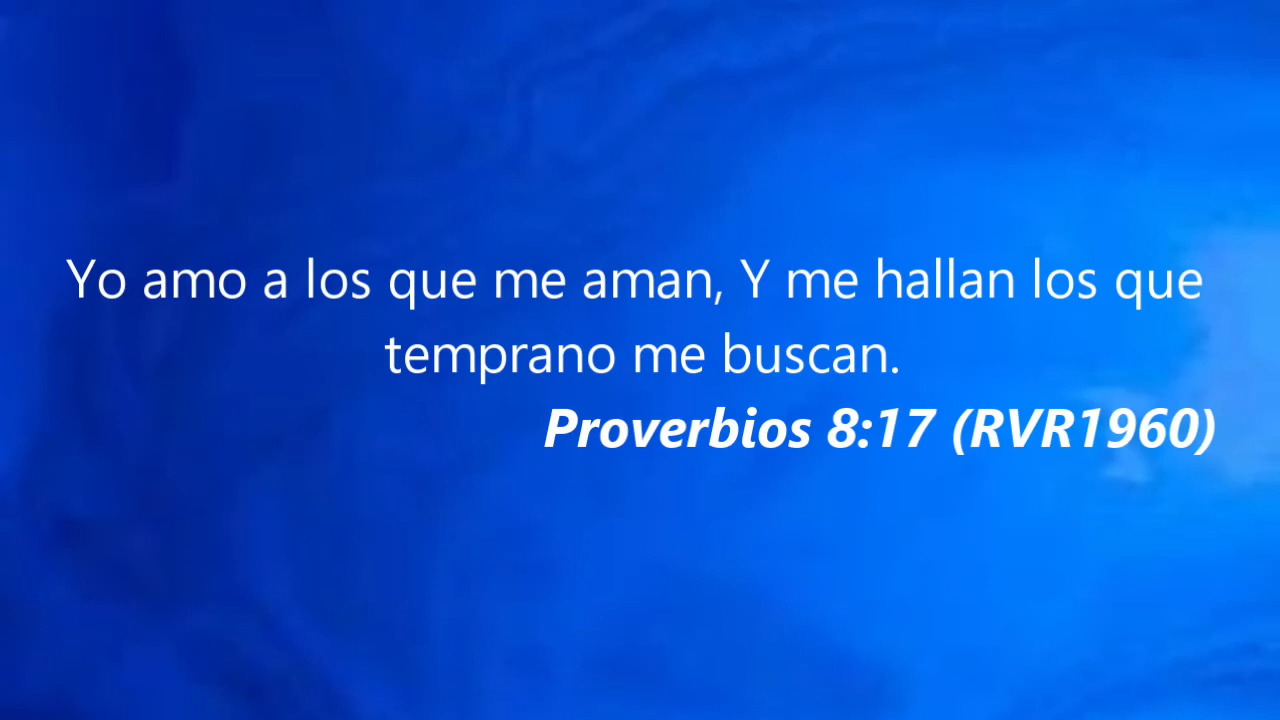 Yo amo a los que me aman, Y me hallan los que
temprano me buscan.
Proverbios 8:17 (RVR1960)